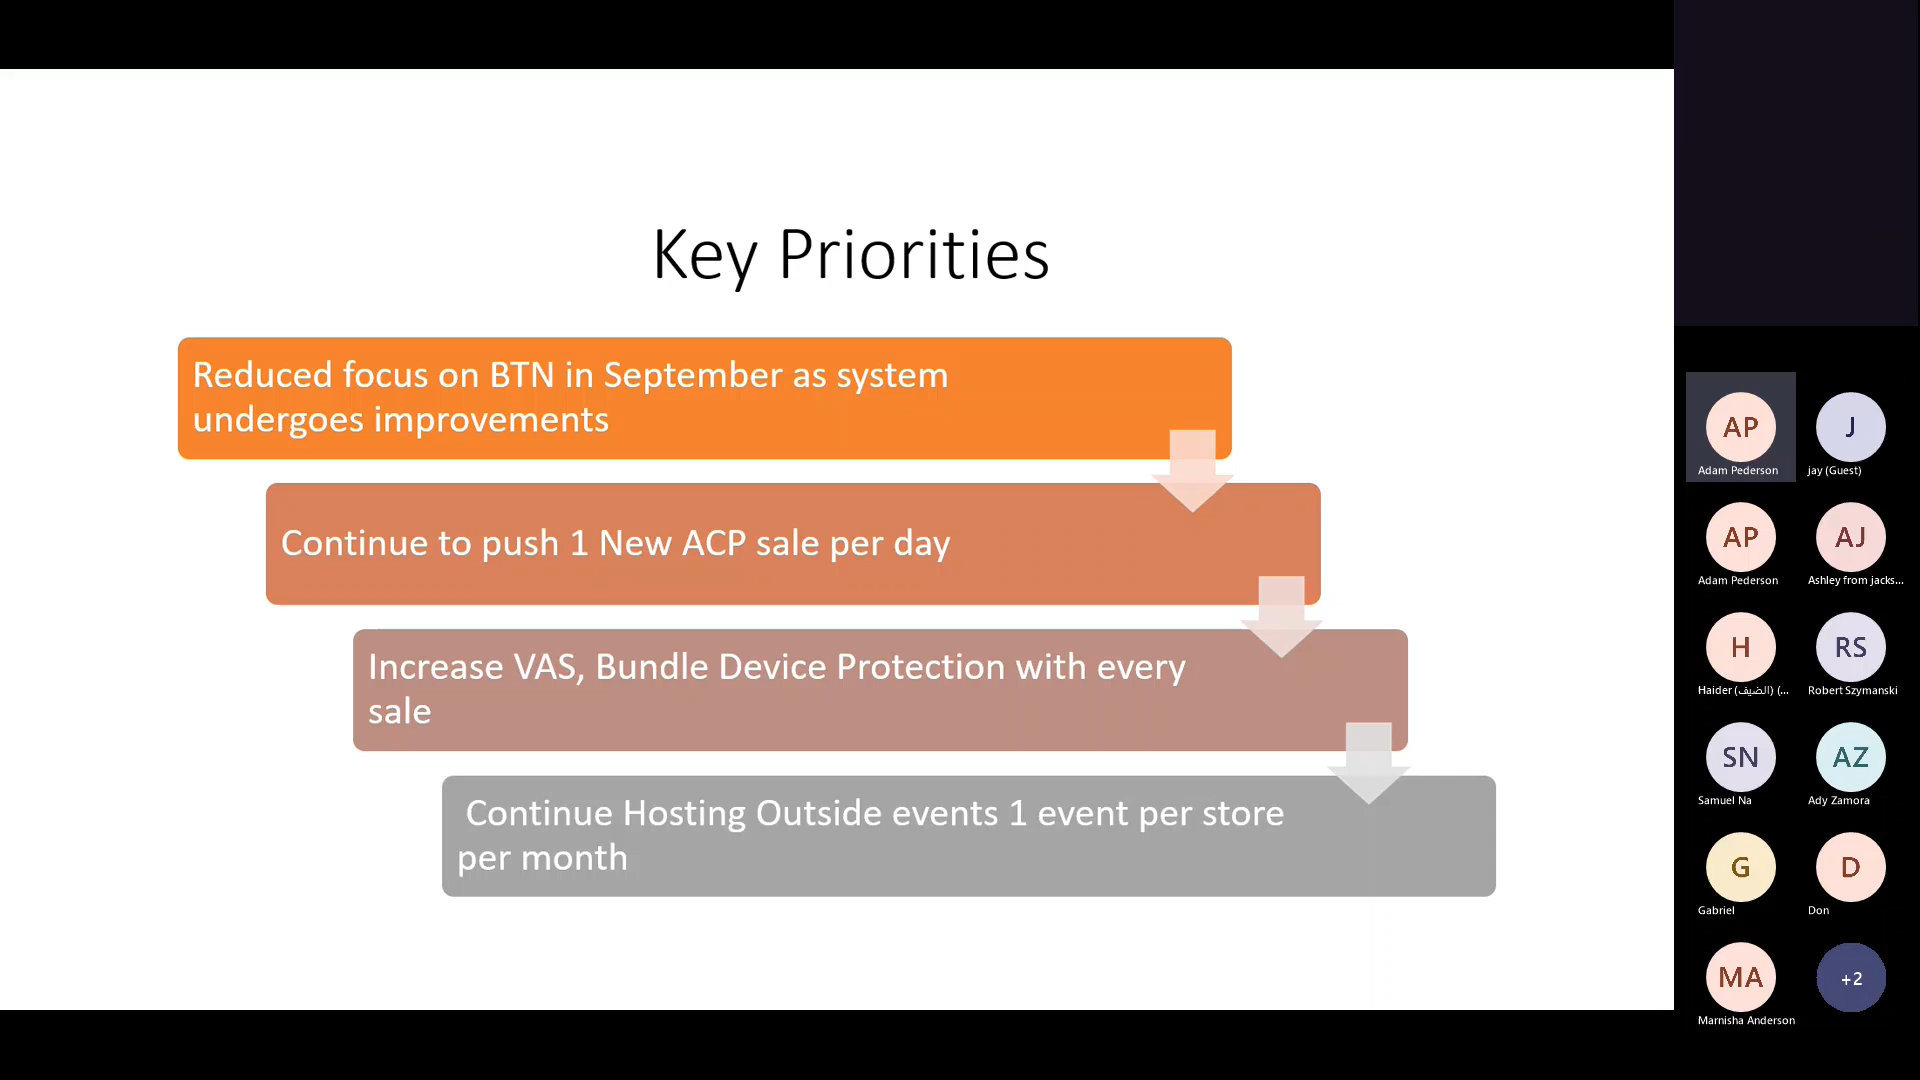 Key Priorities
Reduced focus on BTN in September as system
undergoes improvements
Continue to push 1 New ACP sale per day
Increase VAS, Bundle Device Protection with every
sale
Continue Hosting Outside events 1 event per store
per month
AP
Adam Pederson
J
jay (Guest)
AP
Adam Pederson
AJ
Ashley from jacks...
H
Haider (الضيف) (...
RS
Robert Szymanski
SN
Samuel Na
AZ
Ady Zamora
G
Gabriel
D
Don
MA
Marnisha Anderson
+2